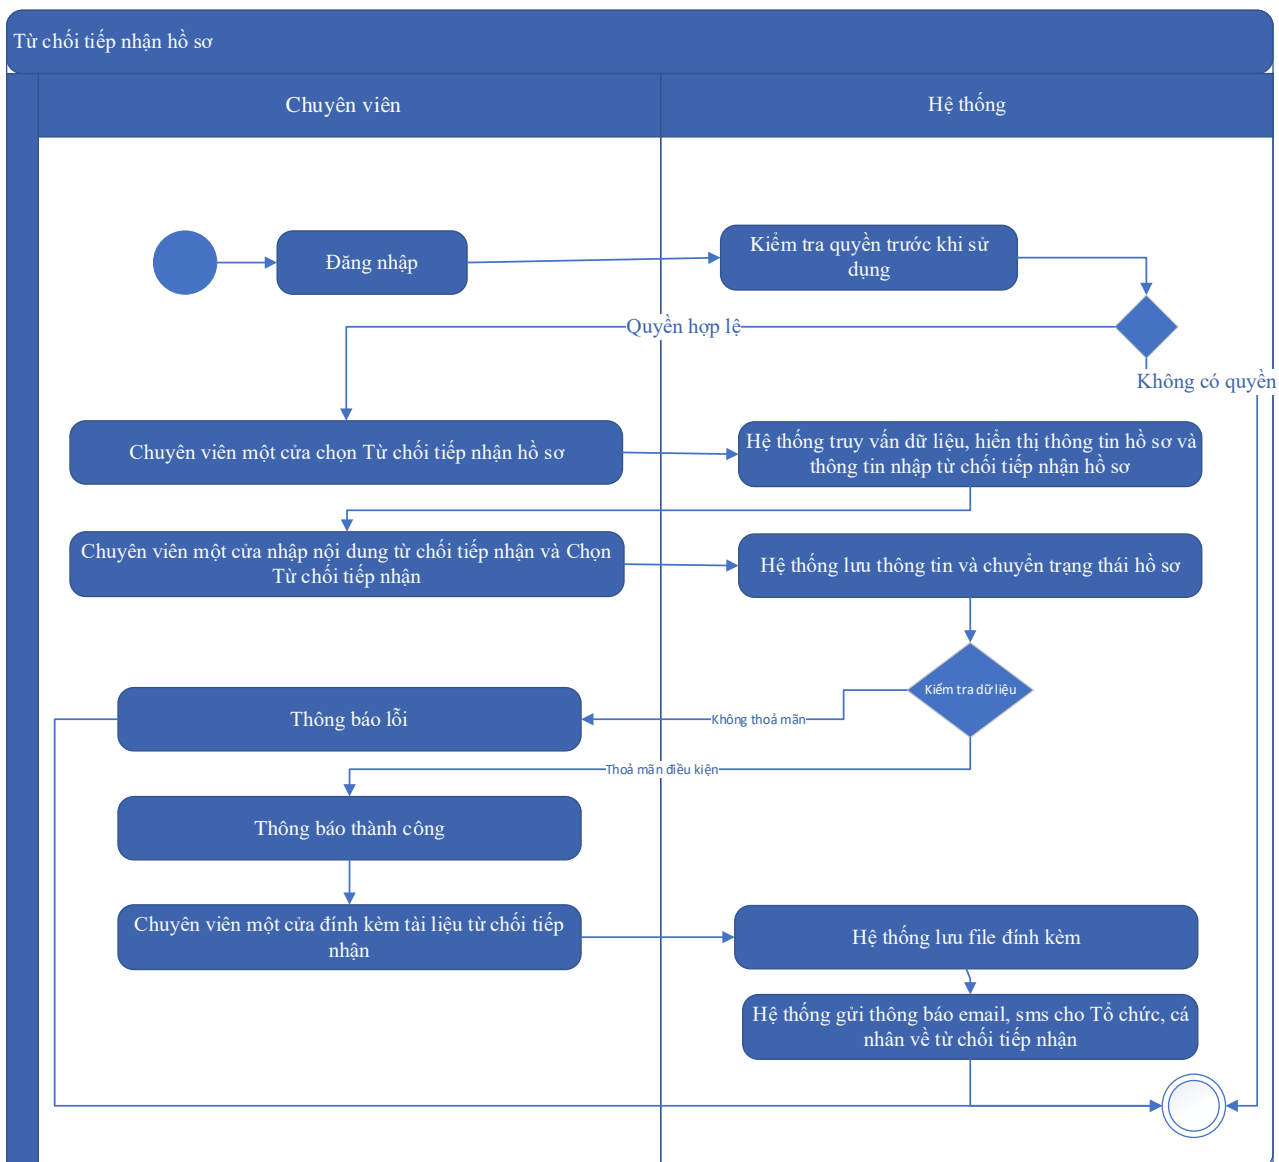 Từ chối tiếp nhận hồ sơ
Chuyên viên
Hệ thống
Đăng nhập
Kiểm tra quyền trước khi sử
dụng
Quyền hợp lệ
Không có quyền
Chuyên viên một cửa chọn Từ chối tiếp nhận hồ sơ
Hệ thống truy vấn dữ liệu, hiển thị thông tin hồ sơ và
thông tin nhập từ chối tiếp nhận hồ sơ
Chuyên viên một cửa nhập nội dung từ chối tiếp nhận và Chọn
Từ chối tiếp nhận
Hệ thống lưu thông tin và chuyển trạng thái hồ sơ
Kiểm tra dữ liệu
Thông báo lỗi
Không thoả mãn
Thoả mãn điều kiện
Thông báo thành công
Chuyên viên một cửa đính kèm tài liệu từ chối tiếp
nhận
Hệ thống lưu file đính kèm
Hệ thống gửi thông báo email, sms cho Tổ chức, cá
nhân về từ chối tiếp nhận